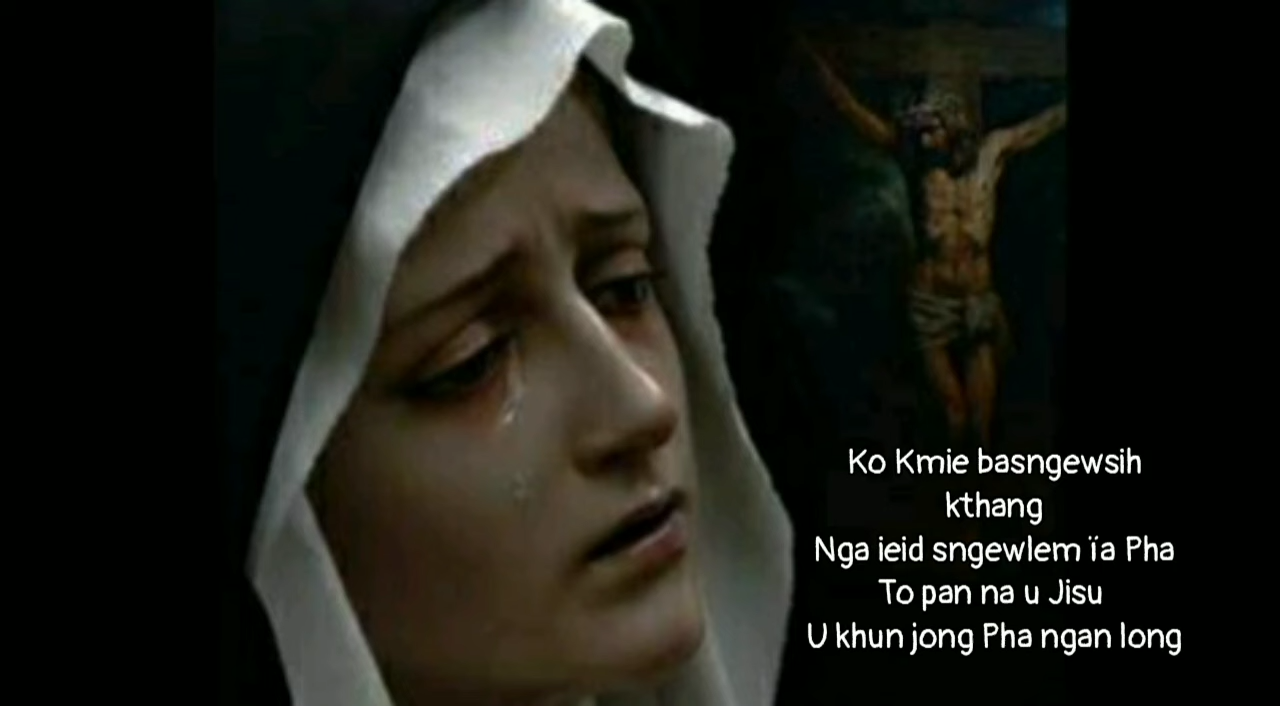 Ko Kmie basngewsih
kthang
Nga ieid sngewlem ïa Pha
To pan na u Jisu
U khun jong Pha ngan long